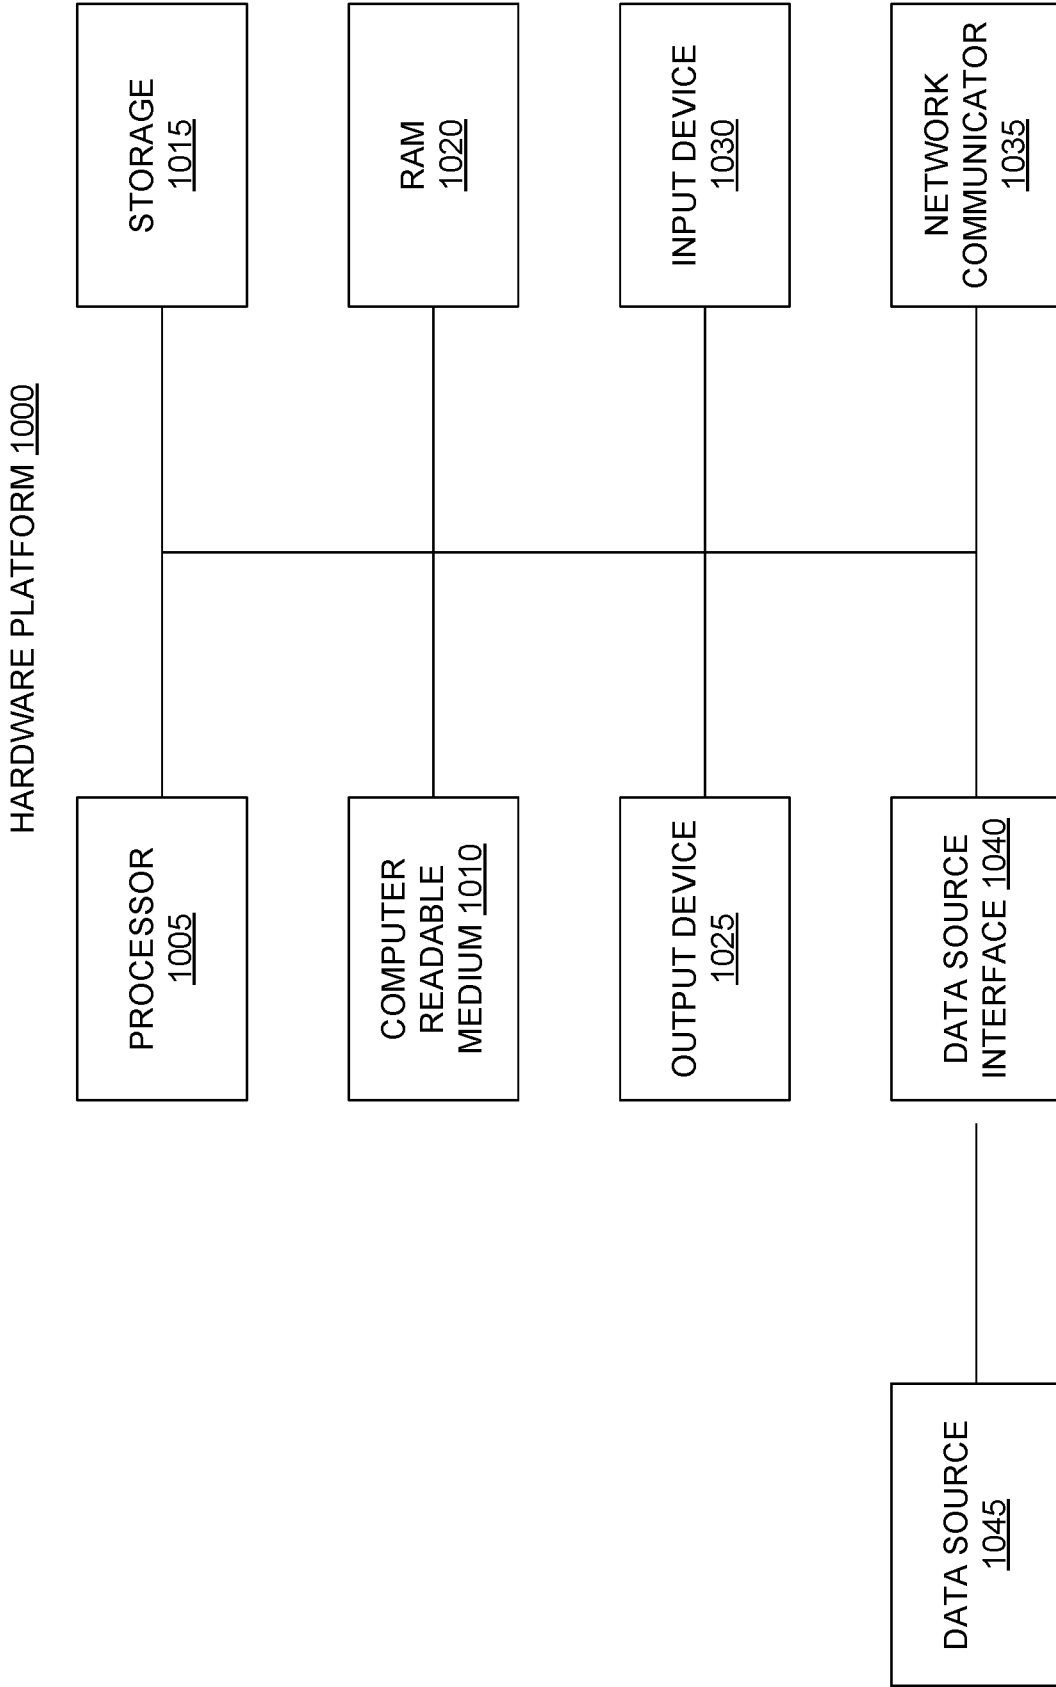 HARDWARE PLATFORM 1000
PROCESSOR
1005
STORAGE
1015
COMPUTER
READABLE
MEDIUM 1010
RAM
1020
OUTPUT DEVICE
1025
INPUT DEVICE
1030
DATA SOURCE
1045
DATA SOURCE
INTERFACE 1040
NETWORK
COMMUNICATOR
1035